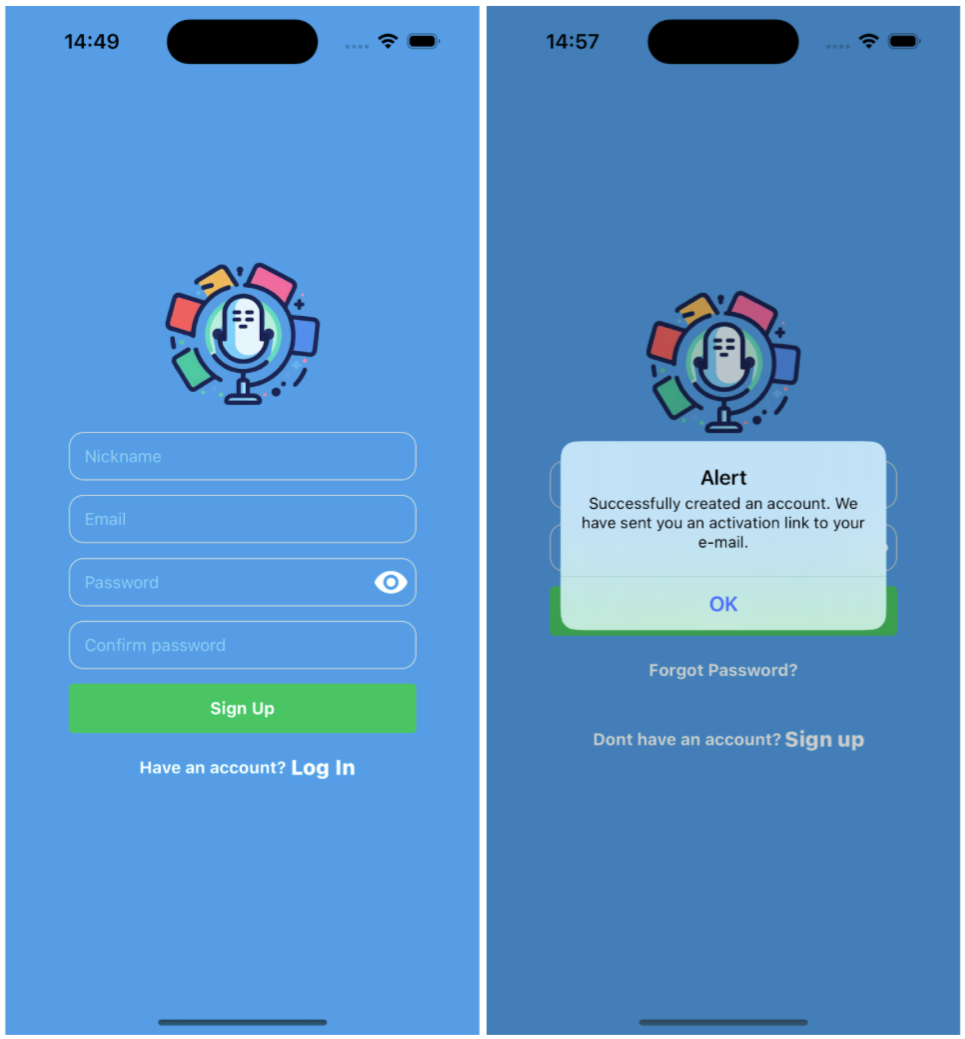 14:49
Nickname
Email
Password
Confirm password
Sign Up
Have an account? Log In
14:57
Alert
Successfully created an account. We
have sent you an activation link to your
e-mail.
OK
Forgot Password?
Dont have an account? Sign up